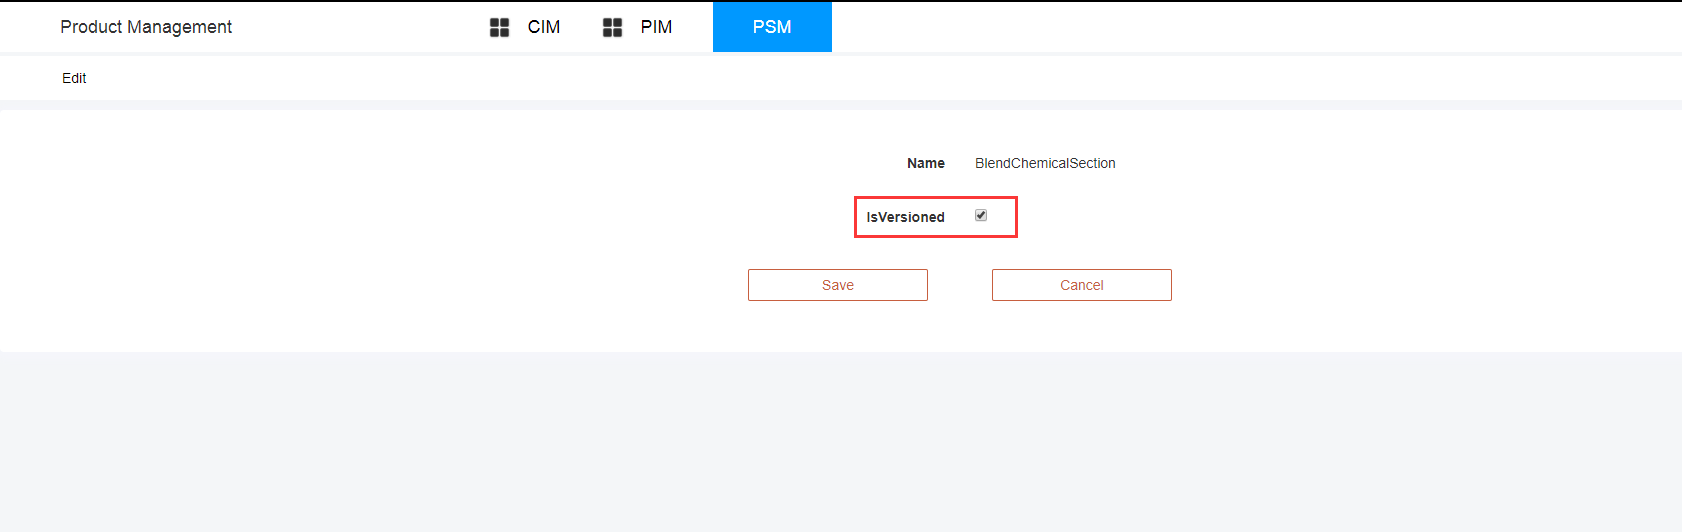 Product Management CIM PIM PSM
Edit
Name BlendChemicalSection
IsVersioned
Save Cancel